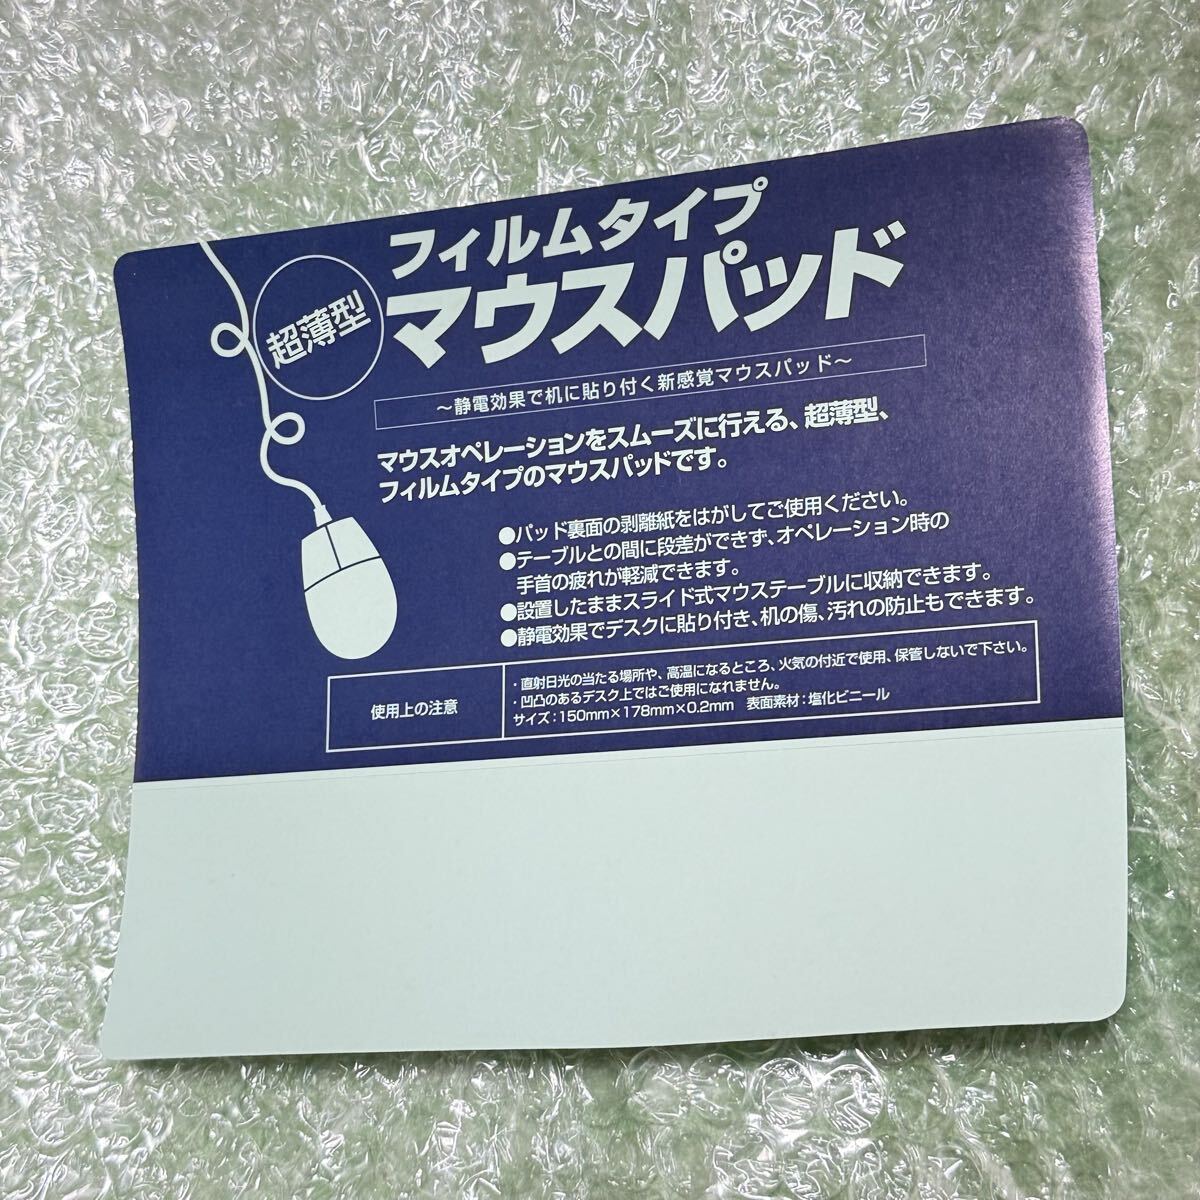 超薄型
フィルムタイプ
マウスパッド
～静電効果で机に貼り付く新感覚マウスパッド～
マウスオペレーションをスムーズに行える、超薄型、
フィルムタイプのマウスパッドです。
●パッド裏面の剥離紙をはがしてご使用ください。
●テーブルとの間に段差ができず、オペレーション時の
手首の疲れが軽減できます。
●設置したままスライド式マウステーブルに収納できます。
●静電効果でデスクに貼り付き、机の傷、汚れの防止もできます。
使用上の注意
・直射日光の当たる場所や、高温になるところ、火気の付近で使用、保管しないで下さい。
・凹凸のあるデスク上ではご使用になれません。
サイズ：150mm×178mm×0.2mm　表面素材：塩化ビニール